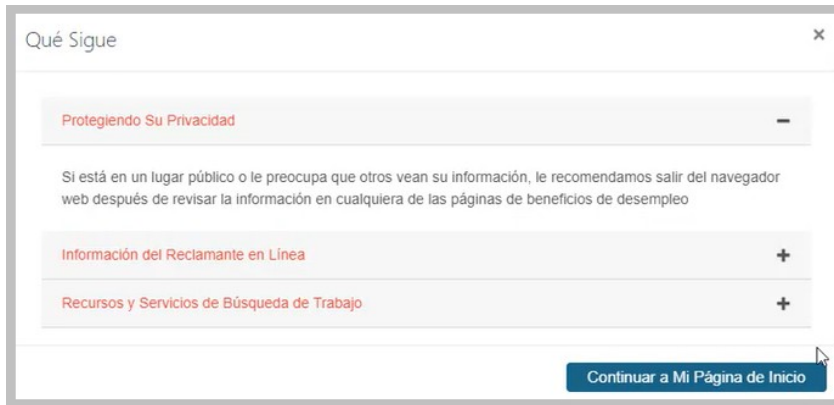 Qué Sigue
Protegiendo Su Privacidad
Si está en un lugar público o le preocupa que otros vean su información, le recomendamos salir del navegador
web después de revisar la información en cualquiera de las páginas de beneficios de desempleo
Información del Reclamante en Línea
Recursos y Servicios de Búsqueda de Trabajo
Continuar a Mi Página de Inicio